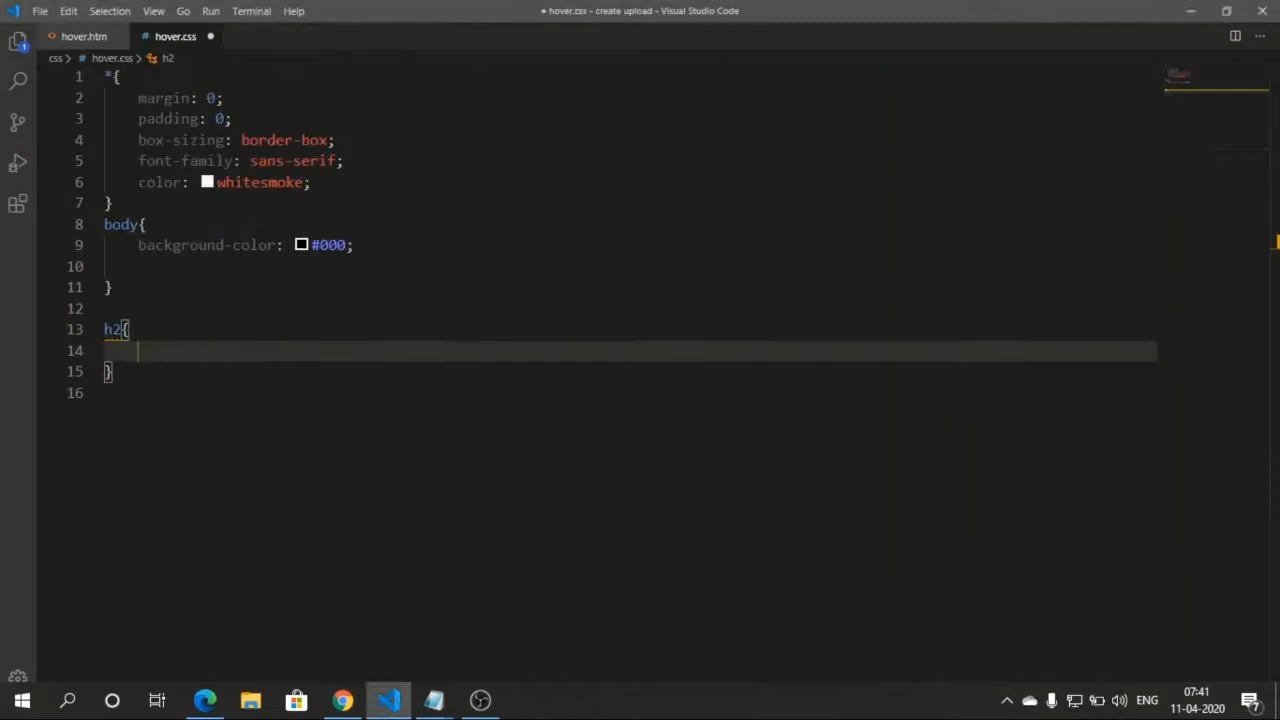 File Edit Selection View Go Run Terminal Help
● hover.css - create upload - Visual Studio Code
hover.htm
# hover.css
css > # hover.css > h2
1 *{
2 margin: 0;
3 padding: 0;
4 box-sizing: border-box;
5 font-family: sans-serif;
6 color: whitesmoke;
7 }
8 body{
9 background-color: #000;
10
11 }
12
13 h2{
14
15 }
16
1
ENG
07:41
11-04-2020
7